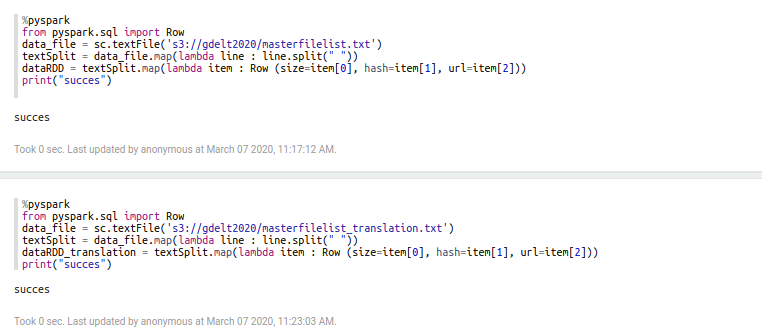 %pyspark
from pyspark.sql import Row
data_file = sc.textFile('s3://gdelt2020/masterfilelist.txt')
textSplit = data_file.map(lambda line : line.split(" "))
dataRDD = textSplit.map(lambda item : Row (size=item[0], hash=item[1], url=item[2]))
print("succes")
succes
Took 0 sec. Last updated by anonymous at March 07 2020, 11:17:12 AM.
%pyspark
from pyspark.sql import Row
data_file = sc.textFile('s3://gdelt2020/masterfilelist_translation.txt')
textSplit = data_file.map(lambda line : line.split(" "))
dataRDD_translation = textSplit.map(lambda item : Row (size=item[0], hash=item[1], url=item[2]))
print("succes")
succes
Took 0 sec. Last updated by anonymous at March 07 2020, 11:23:03 AM.